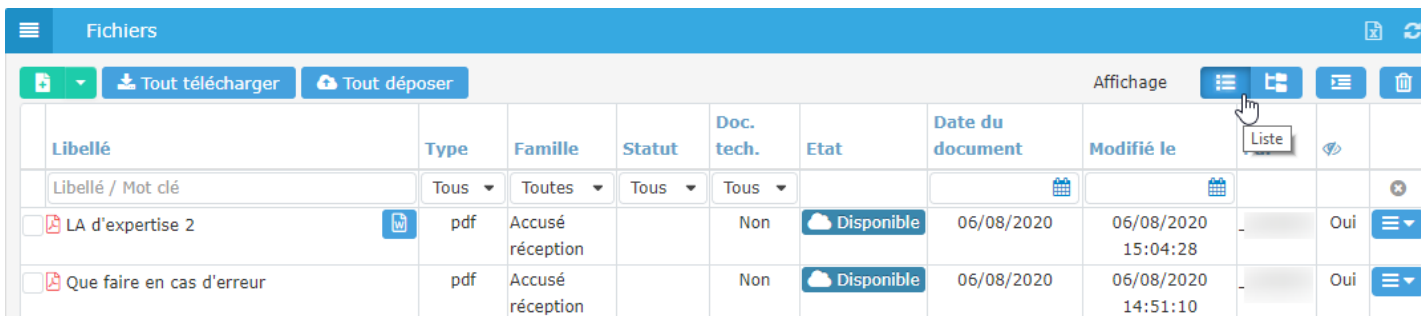 Fichiers
Tout télécharger Tout déposer Affichage
Liste
Libellé Type Famille Statut Doc. tech. Etat Date du document Modifié le
Libellé / Mot clé Tous Toutes Tous Tous
LA d'expertise 2 pdf Accusé réception Non Disponible 06/08/2020 06/08/2020 15:04:28 Oui
Que faire en cas d'erreur pdf Accusé réception Non Disponible 06/08/2020 06/08/2020 14:51:10 Oui